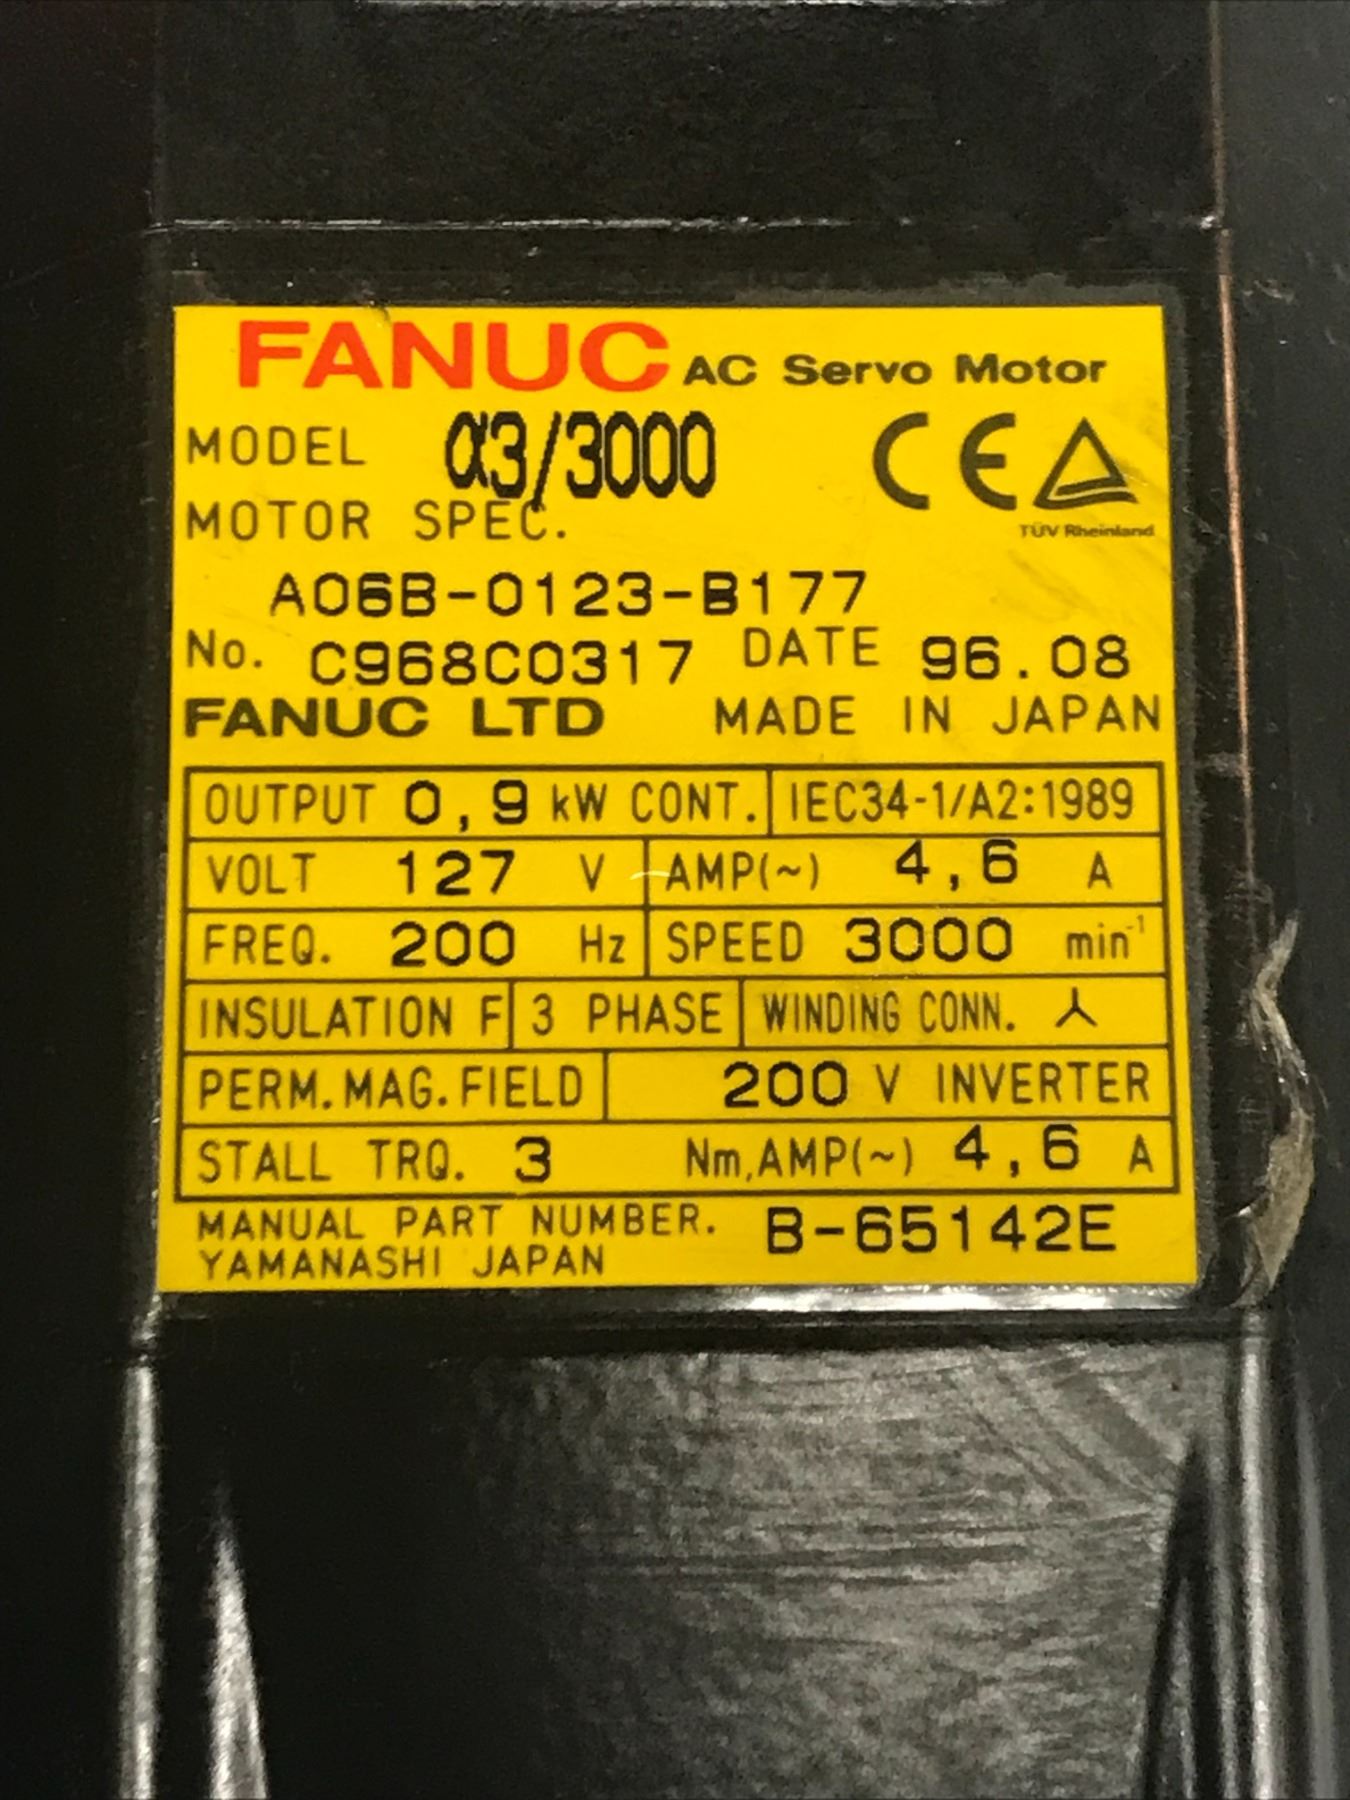 FANUC AC Servo Motor
MODEL α3/3000 CE
MOTOR SPEC. TÜV Rheinland
A06B-0123-B177
No. C968C0317 DATE 96.08
FANUC LTD MADE IN JAPAN
OUTPUT 0,9 kW CONT. IEC34-1/A2:1989
VOLT 127 V AMP(~) 4,6 A
FREQ. 200 Hz SPEED 3000 min⁻¹
INSULATION F 3 PHASE WINDING CONN. ⅄
PERM.MAG.FIELD 200 V INVERTER
STALL TRQ. 3 Nm,AMP(~) 4,6 A
MANUAL PART NUMBER. B-65142E
YAMANASHI JAPAN